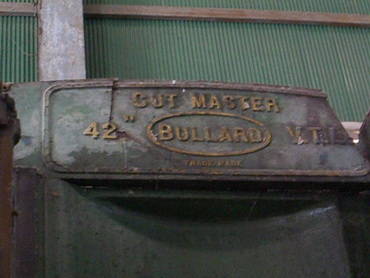 CUT MASTER
42" BULLARD V.T.L.
TRADE MARK